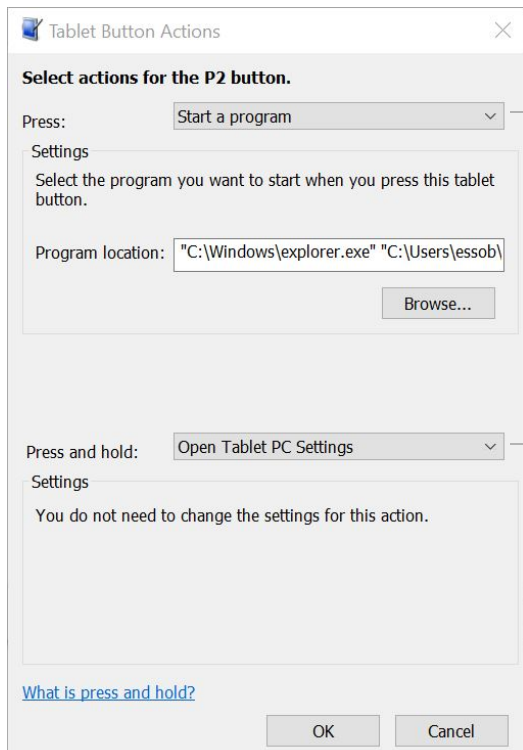 Tablet Button Actions
Select actions for the P2 button.
Press: Start a program
Settings
Select the program you want to start when you press this tablet
button.
Program location: "C:\Windows\explorer.exe" "C:\Users\essob\
Browse...
Press and hold: Open Tablet PC Settings
Settings
You do not need to change the settings for this action.
What is press and hold?
OK Cancel